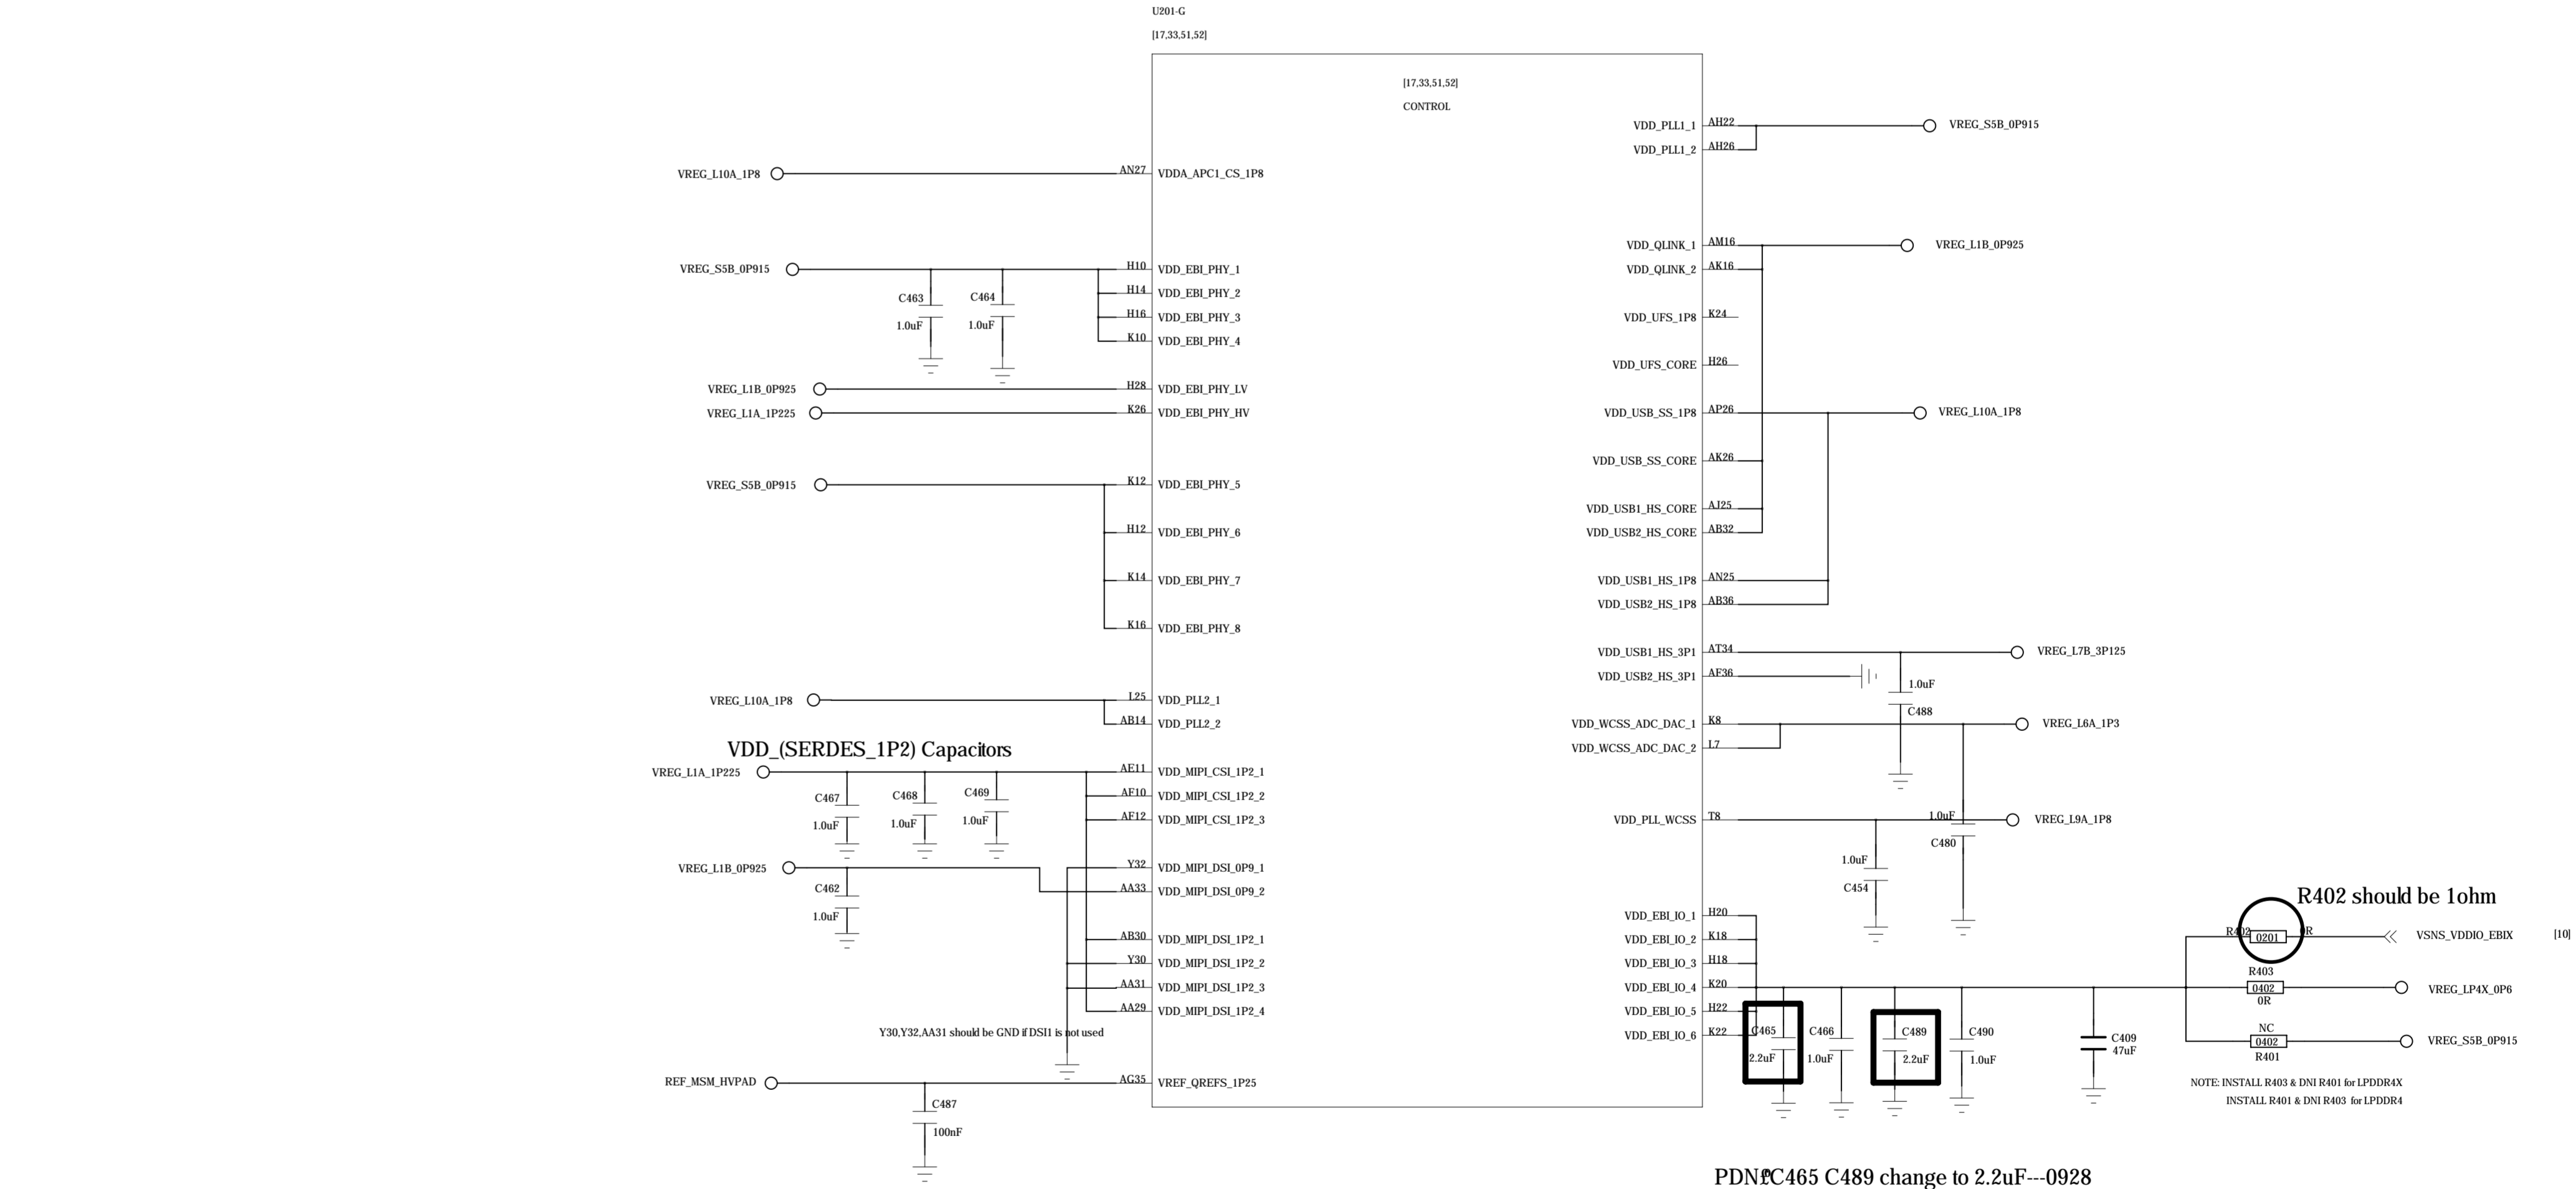 U201-G
[17,33,51,52]
[17,33,51,52]
CONTROL
VREG_L10A_1P8 AN27 VDDA_APC1_CS_1P8
VREG_S5B_0P915 H10 VDD_EBI_PHY_1
H14 VDD_EBI_PHY_2
H16 VDD_EBI_PHY_3
K10 VDD_EBI_PHY_4
C463
1.0uF
C464
1.0uF
VREG_L1B_0P925 H28 VDD_EBI_PHY_LV
VREG_L1A_1P225 K26 VDD_EBI_PHY_HV
VREG_S5B_0P915 K12 VDD_EBI_PHY_5
H12 VDD_EBI_PHY_6
K14 VDD_EBI_PHY_7
K16 VDD_EBI_PHY_8
VREG_L10A_1P8 L25 VDD_PLL2_1
AB14 VDD_PLL2_2
VDD_(SERDES_1P2) Capacitors
VREG_L1A_1P225 AE11 VDD_MIPI_CSI_1P2_1
AF10 VDD_MIPI_CSI_1P2_2
AF12 VDD_MIPI_CSI_1P2_3
C467
1.0uF
C468
1.0uF
C469
1.0uF
VREG_L1B_0P925 Y32 VDD_MIPI_DSI_0P9_1
AA33 VDD_MIPI_DSI_0P9_2
C462
1.0uF
AB30 VDD_MIPI_DSI_1P2_1
Y30 VDD_MIPI_DSI_1P2_2
AA31 VDD_MIPI_DSI_1P2_3
AA29 VDD_MIPI_DSI_1P2_4
Y30,Y32,AA31 should be GND if DSI1 is not used
REF_MSM_HVPAD AG35 VREF_QREFS_1P25
C487
100nF
VDD_PLL1_1 AH22 VREG_S5B_0P915
VDD_PLL1_2 AH26
VDD_QLINK_1 AM16 VREG_L1B_0P925
VDD_QLINK_2 AK16
VDD_UFS_1P8 K24
VDD_UFS_CORE H26
VDD_USB_SS_1P8 AP26 VREG_L10A_1P8
VDD_USB_SS_CORE AK26
VDD_USB1_HS_CORE AJ25
VDD_USB2_HS_CORE AB32
VDD_USB1_HS_1P8 AN25
VDD_USB2_HS_1P8 AB36
VDD_USB1_HS_3P1 AT34 VREG_L7B_3P125
VDD_USB2_HS_3P1 AF36
1.0uF
C488
VDD_WCSS_ADC_DAC_1 K8 VREG_L6A_1P3
VDD_WCSS_ADC_DAC_2 L7
VDD_PLL_WCSS T8 VREG_L9A_1P8
1.0uF
C480
1.0uF
C454
VDD_EBI_IO_1 H20
VDD_EBI_IO_2 K18
VDD_EBI_IO_3 H18
VDD_EBI_IO_4 K20
VDD_EBI_IO_5 H22
VDD_EBI_IO_6 K22
C465
2.2uF
C466
1.0uF
C489
2.2uF
C490
1.0uF
C409
47uF
R402 should be 1ohm
R402 0201 0R VSNS_VDDIO_EBIX [10]
R403
0402 VREG_LP4X_0P6
0R
NC
0402 VREG_S5B_0P915
R401
NOTE: INSTALL R403 & DNI R401 for LPDDR4X
INSTALL R401 & DNI R403 for LPDDR4
C465 C489 change to 2.2uF---0928